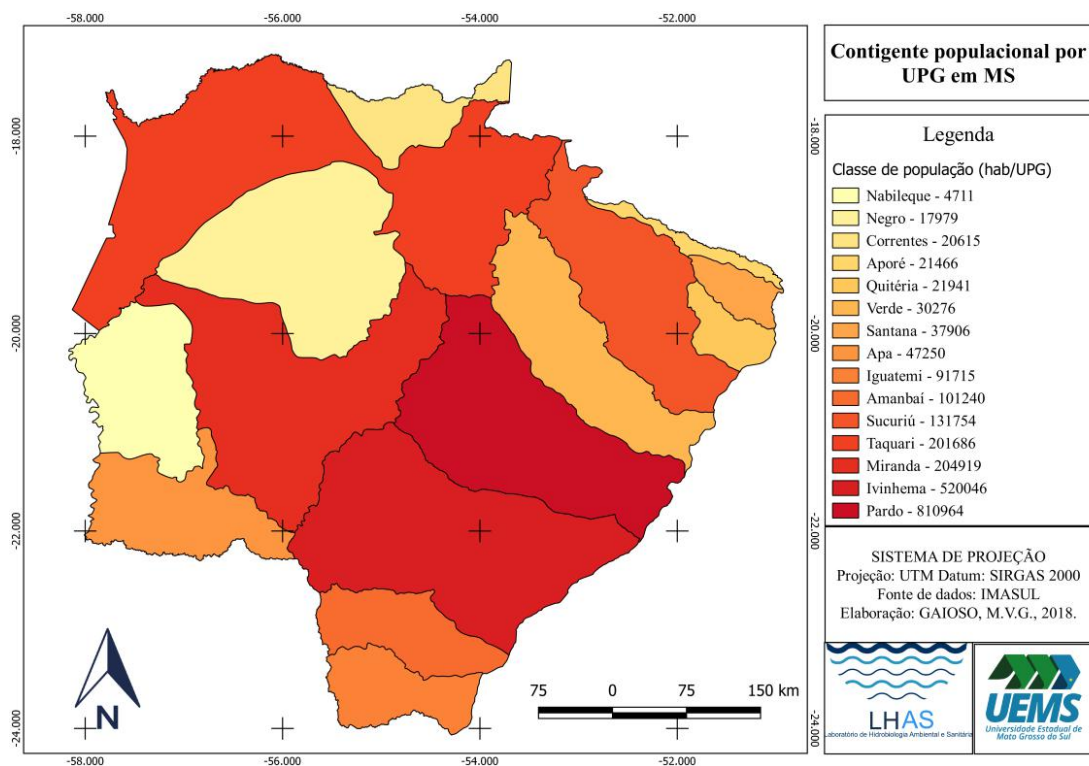 -58.000 -56.000 -54.000 -52.000
-18.000
-20.000
-22.000
-24.000
-18.000
-20.000
-22.000
-24.000
-58.000 -56.000 -54.000 -52.000
N
75 0 75 150 km
Contigente populacional por
UPG em MS
Legenda
Classe de população (hab/UPG)
Nabileque - 4711
Negro - 17979
Correntes - 20615
Aporé - 21466
Quitéria - 21941
Verde - 30276
Santana - 37906
Apa - 47250
Iguatemi - 91715
Amanbaí - 101240
Sucuriú - 131754
Taquari - 201686
Miranda - 204919
Ivinhema - 520046
Pardo - 810964
SISTEMA DE PROJEÇÃO
Projeção: UTM Datum: SIRGAS 2000
Fonte de dados: IMASUL
Elaboração: GAIOSO, M.V.G., 2018.
LHAS
Laboratório de Hidrobiologia Ambiental e Sanitária
UEMS
Universidade Estadual de
Mato Grosso do Sul